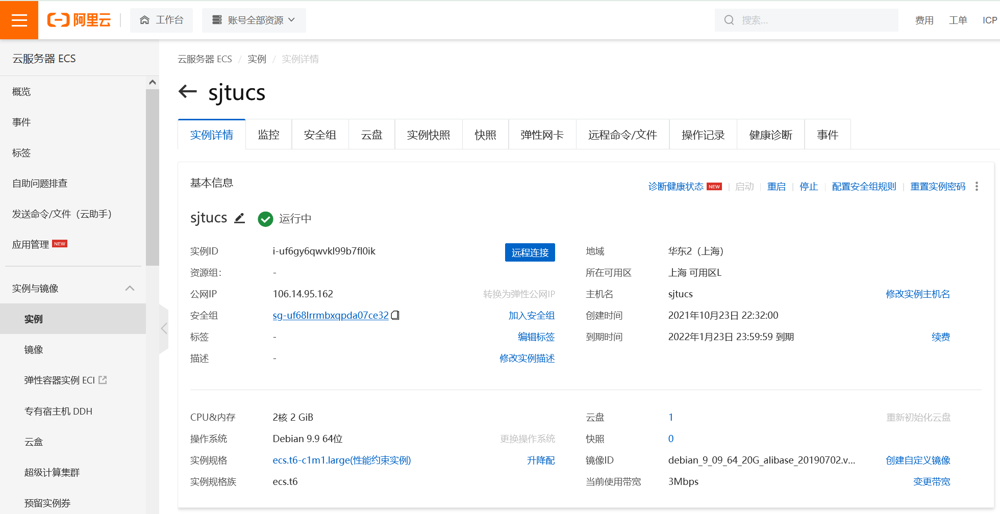 阿里云 工作台 账号全部资源 搜索... 费用 工单 ICP
云服务器 ECS
概览
事件
标签
自助问题排查
发送命令/文件（云助手）
应用管理 NEW
实例与镜像
实例
镜像
弹性容器实例 ECI
专有宿主机 DDH
云盒
超级计算集群
预留实例券
云服务器 ECS / 实例 / 实例详情
sjtucs
实例详情 监控 安全组 云盘 实例快照 快照 弹性网卡 远程命令/文件 操作记录 健康诊断 事件
基本信息 诊断健康状态 NEW 启动 重启 停止 配置安全组规则 重置实例密码
sjtucs 运行中
实例ID i-uf6gy6qwvkl99b7fl0ik 远程连接 地域 华东2（上海）
资源组： - 所在可用区 上海 可用区L
公网IP 106.14.95.162 转换为弹性公网IP 主机名 sjtucs 修改实例主机名
安全组 sg-uf68lrrmbxqpda07ce32 加入安全组 创建时间 2021年10月23日 22:32:00
标签 - 编辑标签 到期时间 2022年1月23日 23:59:59 到期 续费
描述 - 修改实例描述
CPU&内存 2核 2 GiB 云盘 1 重新初始化云盘
操作系统 Debian 9.9 64位 更换操作系统 快照 0
实例规格 ecs.t6-c1m1.large(性能约束实例) 升降配 镜像ID debian_9_09_64_20G_alibase_20190702.v... 创建自定义镜像
实例规格族 ecs.t6 当前使用带宽 3Mbps 变更带宽